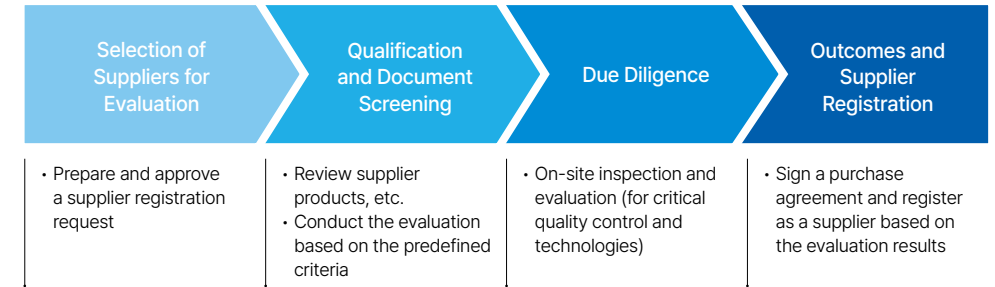 Selection of
Suppliers for
Evaluation
Qualification
and Document
Screening
Due Diligence
Outcomes and
Supplier
Registration
· Prepare and approve
a supplier registration
request
· Review supplier
products, etc.
· Conduct the evaluation
based on the predefined
criteria
· On-site inspection and
evaluation (for critical
quality control and
technologies)
· Sign a purchase
agreement and register
as a supplier based on
the evaluation results